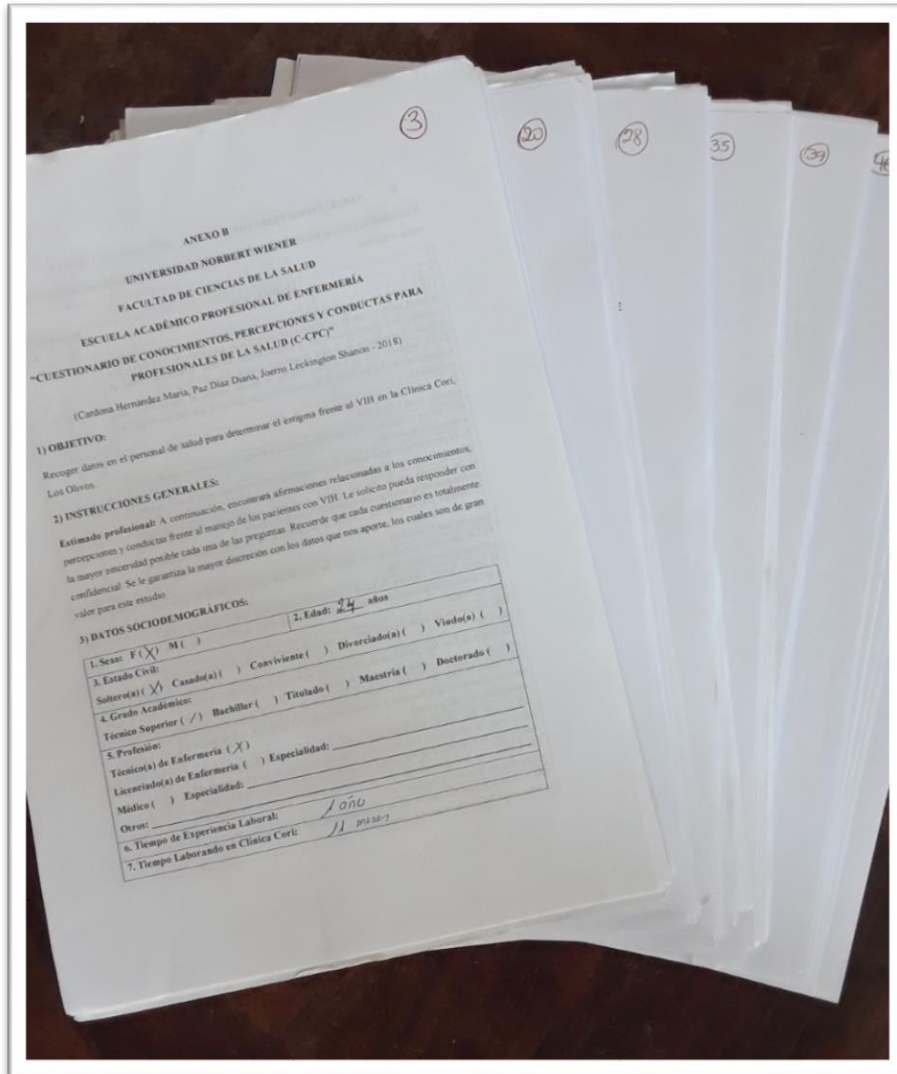 3
20
28
35
39
ANEXO B
UNIVERSIDAD NORBERT WIENER
FACULTAD DE CIENCIAS DE LA SALUD
ESCUELA ACADÉMICO PROFESIONAL DE ENFERMERÍA
“CUESTIONARIO DE CONOCIMIENTOS, PERCEPCIONES Y CONDUCTAS PARA
PROFESIONALES DE LA SALUD (C-CPC)”
(Cardona Hernández María, Paz Díaz Diana, Joerns Leckington Shanon - 2018)
1) OBJETIVO:
Recoger datos en el personal de salud para determinar el estigma frente al VIH en la Clínica Cori,
Los Olivos.
2) INSTRUCCIONES GENERALES:
Estimado profesional: A continuación, encontrará afirmaciones relacionadas a los conocimientos,
percepciones y conductas frente al manejo de los pacientes con VIH. Le solicito pueda responder con
la mayor sinceridad posible cada una de las preguntas. Recuerde que cada cuestionario es totalmente
confidencial. Se le garantiza la mayor discreción con los datos que nos aporte, los cuales son de gran
valor para este estudio.
3) DATOS SOCIODEMOGRÁFICOS:
1. Sexo: F (X) M ( ) 2. Edad: 24 años
3. Estado Civil:
Soltero(a) (X) Casado(a) ( ) Conviviente ( ) Divorciado(a) ( ) Viudo(a) ( )
4. Grado Académico:
Técnico Superior (/) Bachiller ( ) Titulado ( ) Maestría ( ) Doctorado ( )
5. Profesión:
Técnico(a) de Enfermería (X)
Licenciado(a) de Enfermería ( ) Especialidad:
Médico ( ) Especialidad:
Otros:
6. Tiempo de Experiencia Laboral: 1 año
7. Tiempo Laborando en Clínica Cori: 11 meses